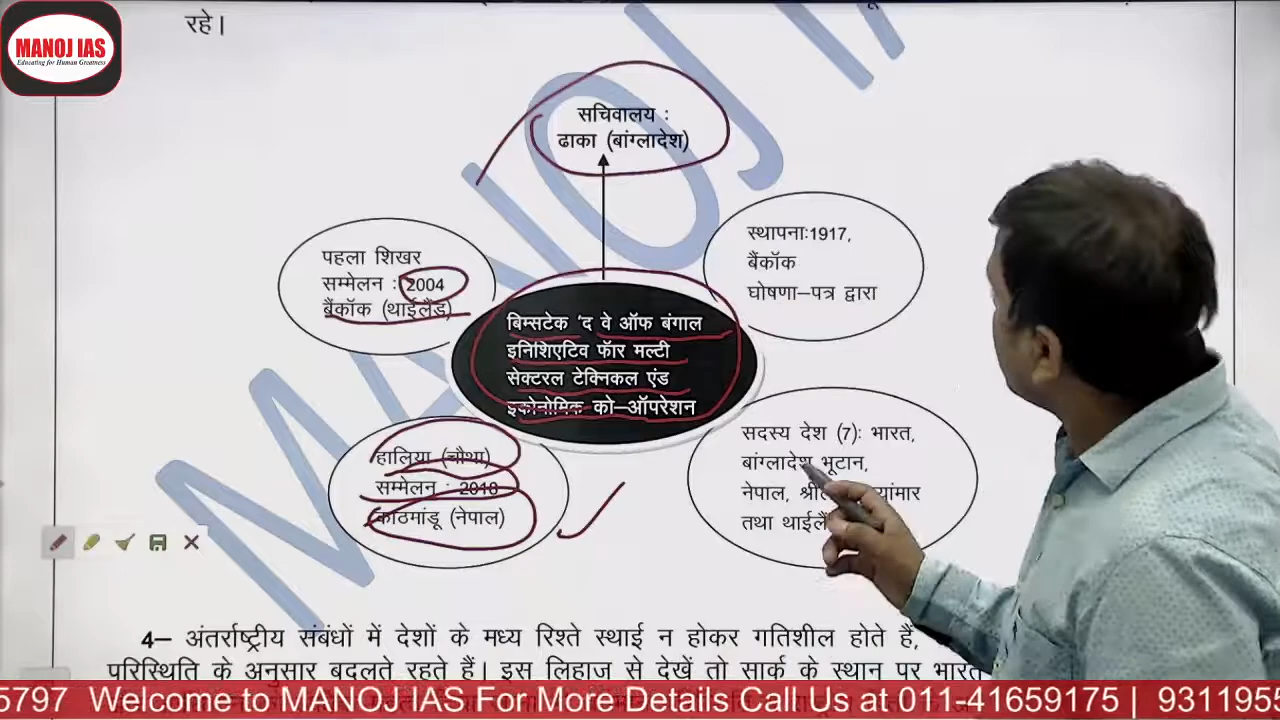 रहे।
MANOJ IAS
Educating for Human Greatness
सचिवालय :
ढाका (बांग्लादेश)
पहला शिखर
सम्मेलन : 2004
बैंकॉक (थाईलैंड)
स्थापनाः1917,
बैंकॉक
घोषणा–पत्र द्वारा
बिम्सटेक ‘द वे ऑफ बंगाल
इनिशिएटिव फॅार मल्टी
सेक्टरल टेक्निकल एंड
इकोनोमिक को–ऑपरेशन
हालिया (चौथा)
सम्मेलन : 2018
काठमांडू (नेपाल)
सदस्य देश (7)ः भारत,
बांग्लादेश भूटान,
नेपाल,
तथा
4– अंतर्राष्ट्रीय संबंधों में देशों के मध्य रिश्ते स्थाई न होकर गतिशील होते हैं,
परिस्थिति के अनुसार बदलते रहते हैं। इस लिहाज से देखें तो सार्क के स्थान पर भारत
5797 Welcome to MANOJ IAS For More Details Call Us at 011-41659175 | 9311955
MANOJ